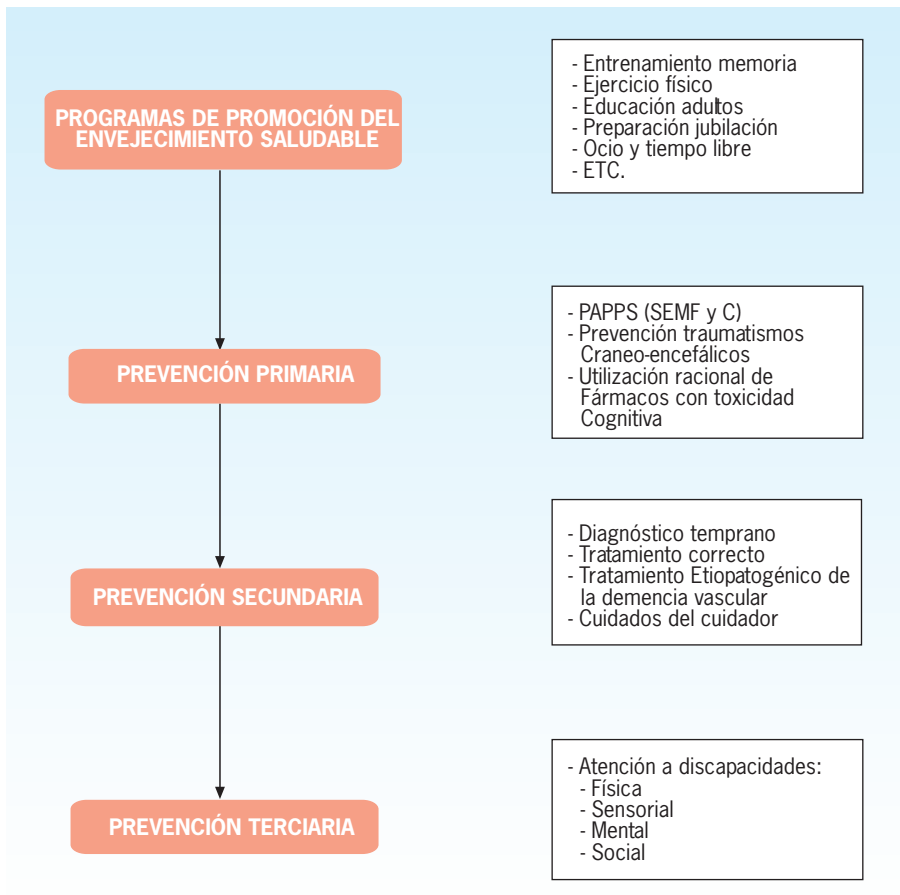 PROGRAMAS DE PROMOCIÓN DEL
ENVEJECIMIENTO SALUDABLE
- Entrenamiento memoria
- Ejercicio físico
- Educación adultos
- Preparación jubilación
- Ocio y tiempo libre
- ETC.
PREVENCIÓN PRIMARIA
- PAPPS (SEMF y C)
- Prevención traumatismos
Craneo-encefálicos
- Utilización racional de
Fármacos con toxicidad
Cognitiva
PREVENCIÓN SECUNDARIA
- Diagnóstico temprano
- Tratamiento correcto
- Tratamiento Etiopatogénico de
la demencia vascular
- Cuidados del cuidador
PREVENCIÓN TERCIARIA
- Atención a discapacidades:
- Física
- Sensorial
- Mental
- Social